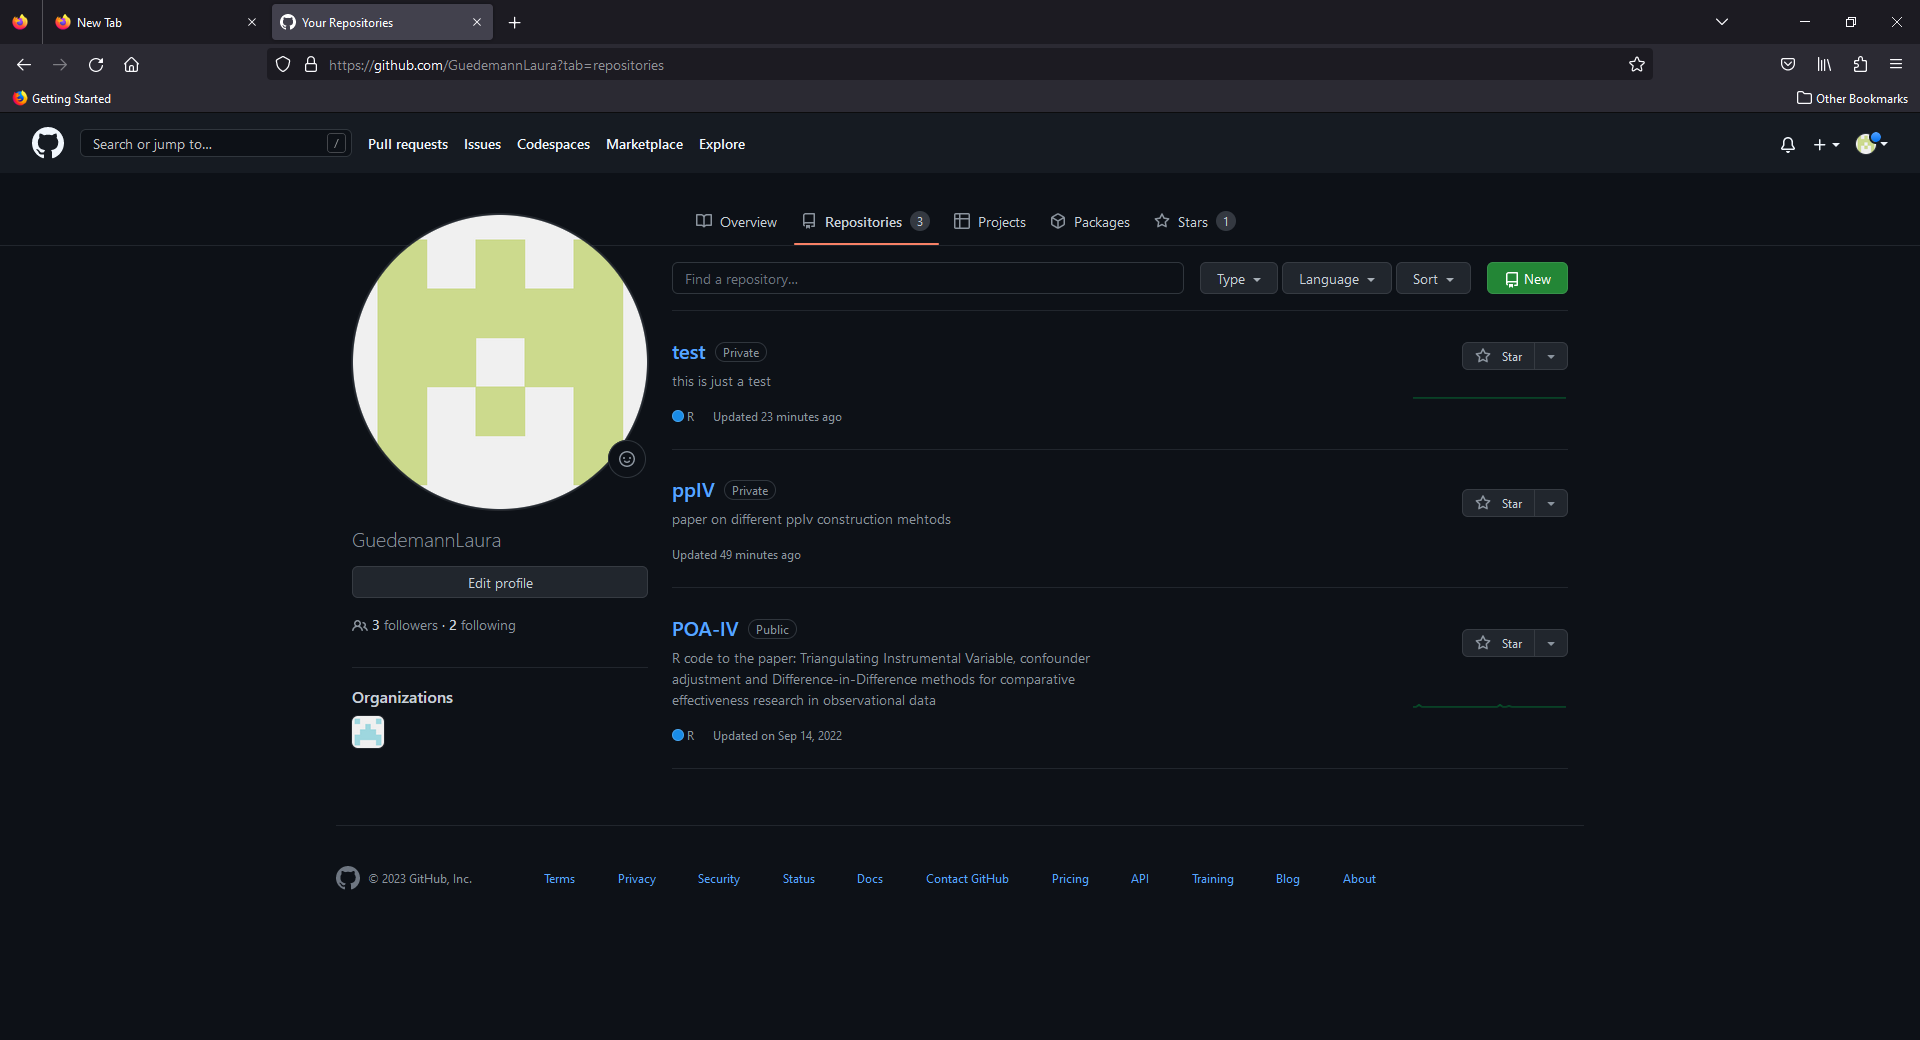 New Tab
Your Repositories
https://github.com/GuedemannLaura?tab=repositories
Getting Started
Other Bookmarks
Search or jump to... /
Pull requests Issues Codespaces Marketplace Explore
Overview Repositories 3 Projects Packages Stars 1
Find a repository...
Type Language Sort New
test Private
Star
this is just a test
R Updated 23 minutes ago
ppIV Private
Star
paper on different ppIv construction mehtods
Updated 49 minutes ago
GuedemannLaura
Edit profile
3 followers · 2 following
POA-IV Public
Star
R code to the paper: Triangulating Instrumental Variable, confounder
adjustment and Difference-in-Difference methods for comparative
effectiveness research in observational data
R Updated on Sep 14, 2022
Organizations
© 2023 GitHub, Inc. Terms Privacy Security Status Docs Contact GitHub Pricing API Training Blog About